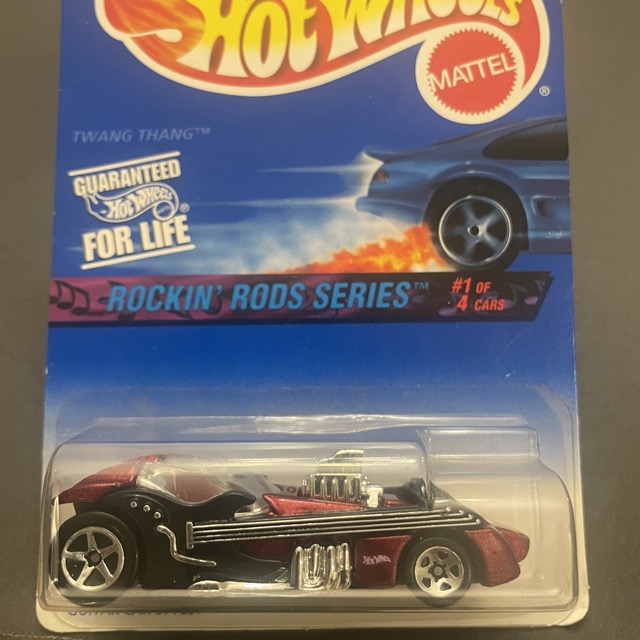 HOT WHEELS
MATTEL
®
TWANG THANG™
GUARANTEED
HOT WHEELS ®
FOR LIFE
ROCKIN' RODS SERIES™
#1 OF
4 CARS
Hot Wheels